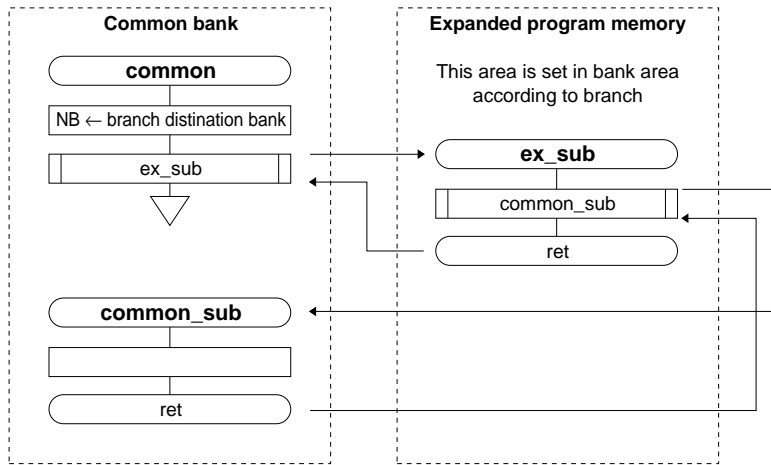 Common bank
common
NB ← branch distination bank
ex_sub
common_sub
ret
Expanded program memory
This area is set in bank area
according to branch
ex_sub
common_sub
ret